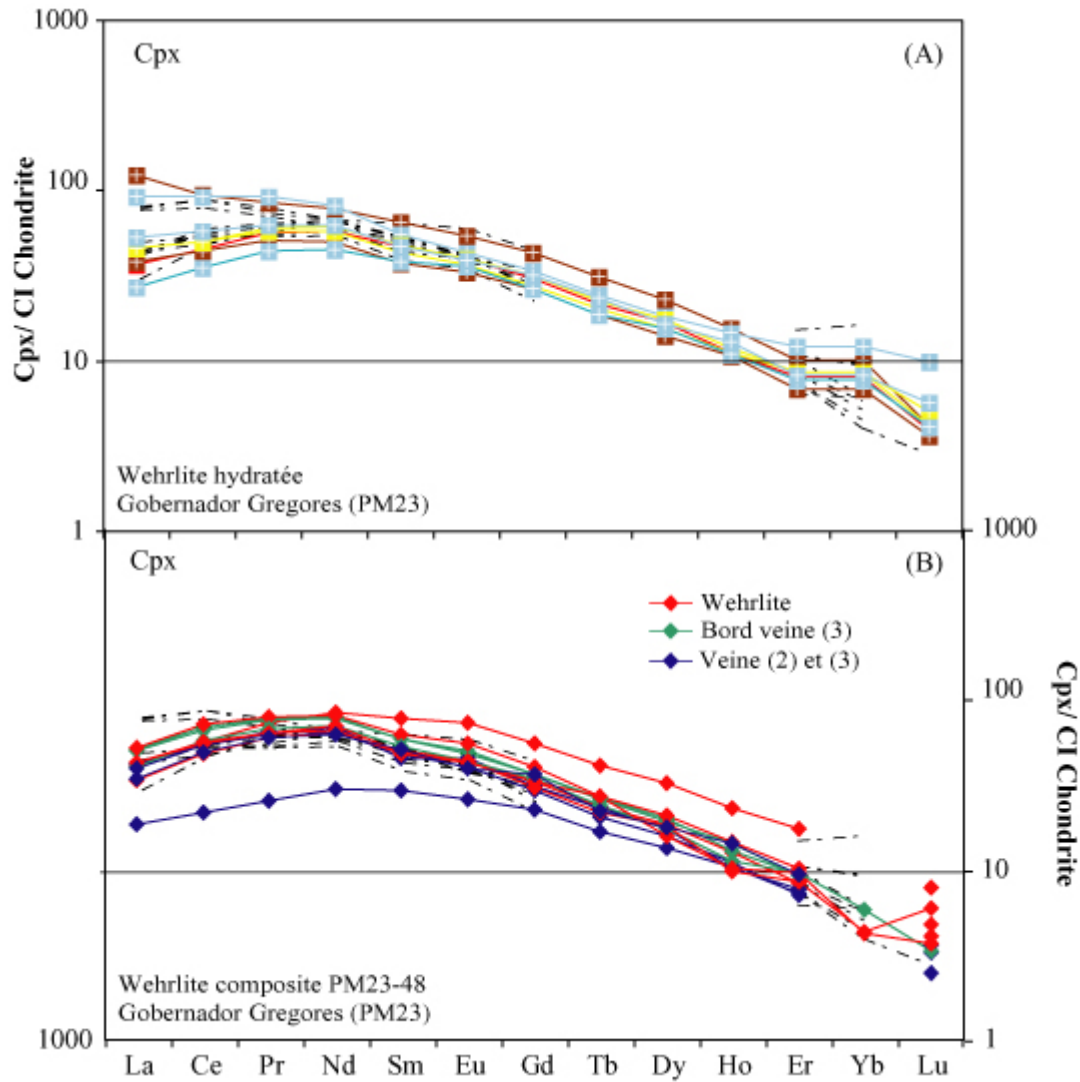 1000
Cpx
(A)
100
Cpx/ CI Chondrite
10
Wehrlite hydratée
Gobernador Gregores (PM23)
1
1000
Cpx
(B)
Wehrlite
Bord veine (3)
Veine (2) et (3)
100
Cpx/ CI Chondrite
10
Wehrlite composite PM23-48
Gobernador Gregores (PM23)
1000
1
La Ce Pr Nd Sm Eu Gd Tb Dy Ho Er Yb Lu